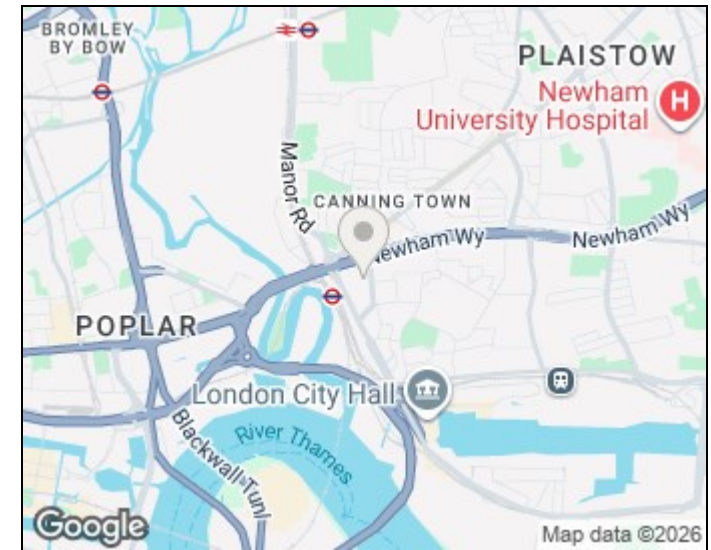 BROMLEY
BY BOW
PLAISTOW
Newham
University Hospital
H
Manor Rd
CANNING TOWN
Newham Wy
Newham Wy
POPLAR
London City Hall
River Thames
Blackwall Tunl
Google
Map data ©2026